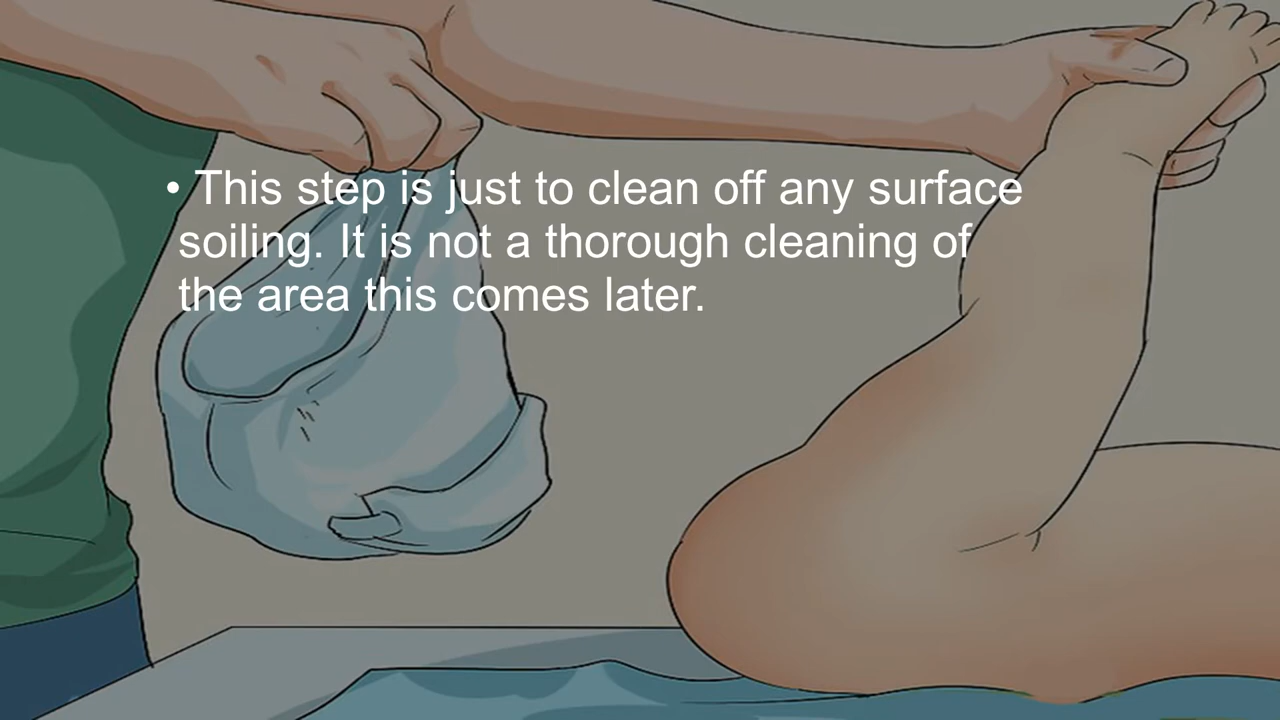 • This step is just to clean off any surface
soiling. It is not a thorough cleaning of
the area this comes later.